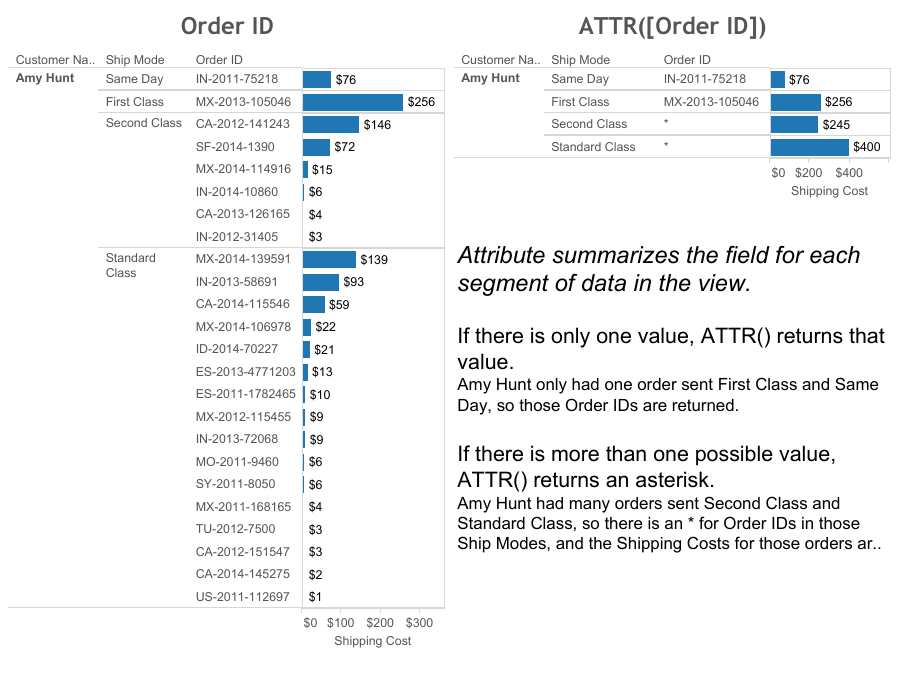 Order ID
Customer Na.. Ship Mode Order ID
Amy Hunt Same Day IN-2011-75218 $76
First Class MX-2013-105046 $256
Second Class CA-2012-141243 $146
SF-2014-1390 $72
MX-2014-114916 $15
IN-2014-10860 $6
CA-2013-126165 $4
IN-2012-31405 $3
Standard Class MX-2014-139591 $139
IN-2013-58691 $93
CA-2014-115546 $59
MX-2014-106978 $22
ID-2014-70227 $21
ES-2013-4771203 $13
ES-2011-1782465 $10
MX-2012-115455 $9
IN-2013-72068 $9
MO-2011-9460 $6
SY-2011-8050 $6
MX-2011-168165 $4
TU-2012-7500 $3
CA-2012-151547 $3
CA-2014-145275 $2
US-2011-112697 $1
$0 $100 $200 $300
Shipping Cost
ATTR([Order ID])
Customer Na.. Ship Mode Order ID
Amy Hunt Same Day IN-2011-75218 $76
First Class MX-2013-105046 $256
Second Class * $245
Standard Class * $400
$0 $200 $400
Shipping Cost
Attribute summarizes the field for each
segment of data in the view.
If there is only one value, ATTR() returns that
value.
Amy Hunt only had one order sent First Class and Same
Day, so those Order IDs are returned.
If there is more than one possible value,
ATTR() returns an asterisk.
Amy Hunt had many orders sent Second Class and
Standard Class, so there is an * for Order IDs in those
Ship Modes, and the Shipping Costs for those orders ar..